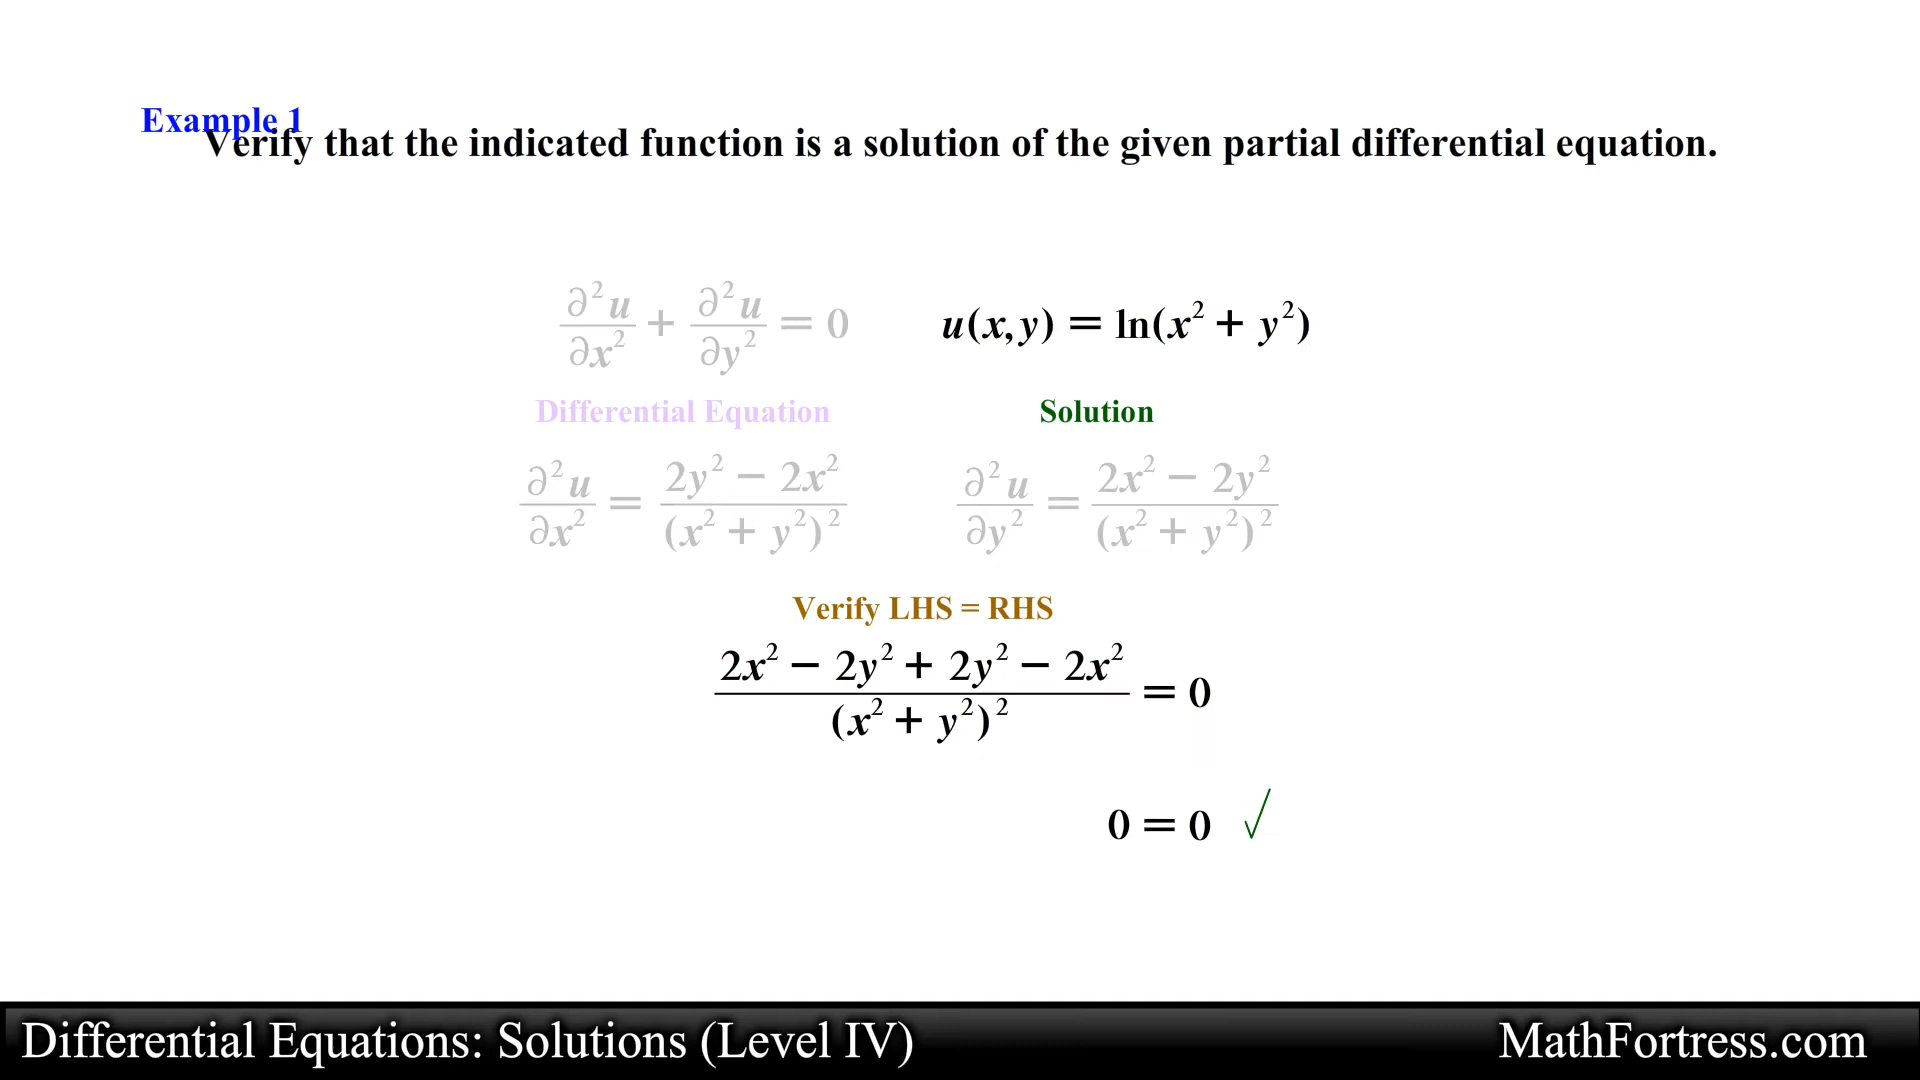 Example 1
Verify that the indicated function is a solution of the given partial differential equation.
∂²u/∂x² + ∂²u/∂y² = 0 u(x,y) = ln(x² + y²)
Differential Equation Solution
∂²u/∂x² = (2y² − 2x²)/(x² + y²)² ∂²u/∂y² = (2x² − 2y²)/(x² + y²)²
Verify LHS = RHS
(2x² − 2y² + 2y² − 2x²)/(x² + y²)² = 0
0 = 0 √
Differential Equations: Solutions (Level IV) MathFortress.com